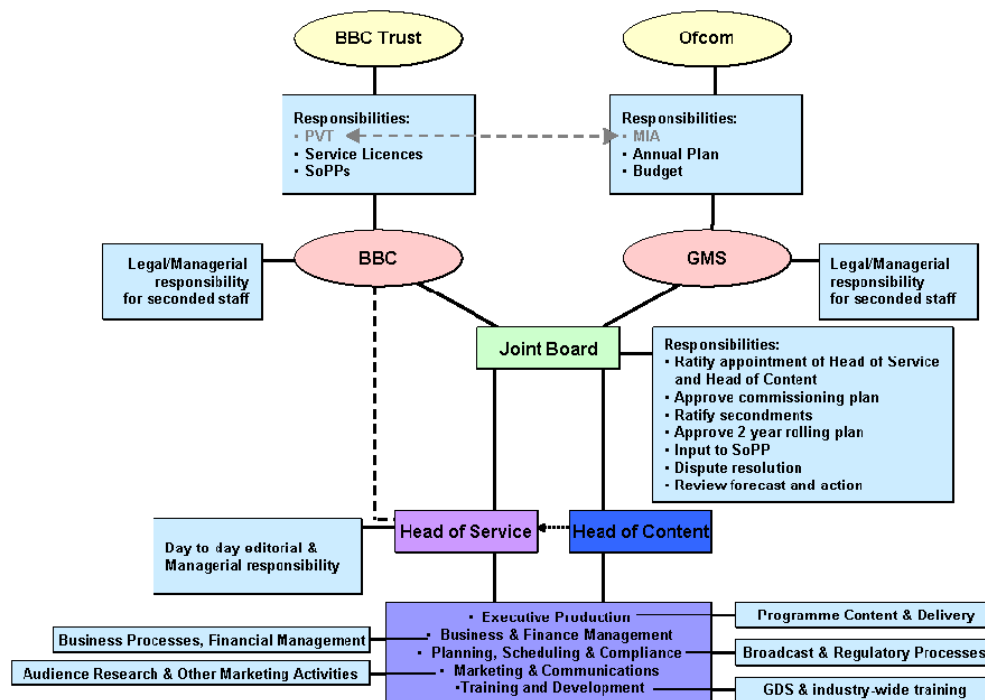 BBC Trust
Ofcom
Responsibilities:
▪ PVT
▪ Service Licences
▪ SoPPs
Responsibilities:
▪ MIA
▪ Annual Plan
▪ Budget
Legal/Managerial
responsibility
for seconded staff
BBC
GMS
Legal/Managerial
responsibility
for seconded staff
Joint Board
Responsibilities:
▪ Ratify appointment of Head of Service
and Head of Content
▪ Approve commissioning plan
▪ Ratify secondments
▪ Approve 2 year rolling plan
▪ Input to SoPP
▪ Dispute resolution
▪ Review forecast and action
Day to day editorial &
Managerial responsibility
Head of Service
Head of Content
▪ Executive Production
▪ Business & Finance Management
▪ Planning, Scheduling & Compliance
▪ Marketing & Communications
▪Training and Development
Business Processes, Financial Management
Audience Research & Other Marketing Activities
Programme Content & Delivery
Broadcast & Regulatory Processes
GDS & industry-wide training